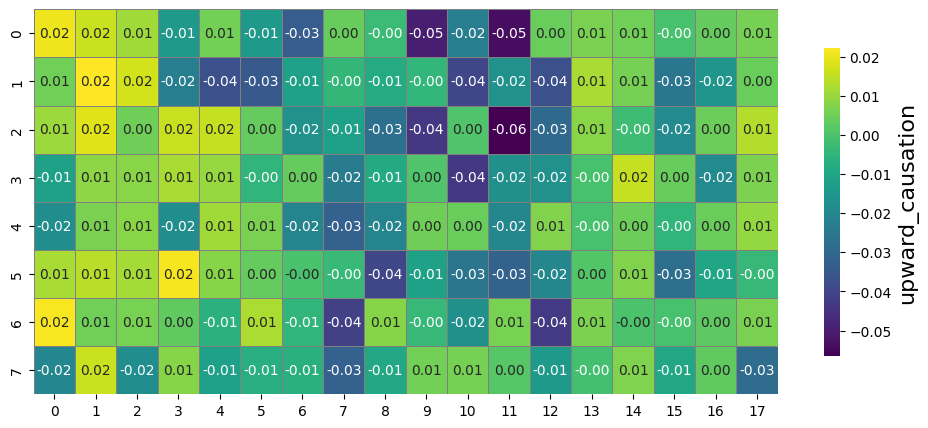 0 0.02 0.02 0.01 -0.01 0.01 -0.01 -0.03 0.00 -0.00 -0.05 -0.02 -0.05 0.00 0.01 0.01 -0.00 0.00 0.01
1 0.01 0.02 0.02 -0.02 -0.04 -0.03 -0.01 -0.00 -0.01 -0.00 -0.04 -0.02 -0.04 0.01 0.01 -0.03 -0.02 0.00
2 0.01 0.02 0.00 0.02 0.02 0.00 -0.02 -0.01 -0.03 -0.04 0.00 -0.06 -0.03 0.01 -0.00 -0.02 0.00 0.01
3 -0.01 0.01 0.01 0.01 0.01 -0.00 0.00 -0.02 -0.01 0.00 -0.04 -0.02 -0.02 -0.00 0.02 0.00 -0.02 0.01
4 -0.02 0.01 0.01 -0.02 0.01 0.01 -0.02 -0.03 -0.02 0.00 0.00 -0.02 0.01 -0.00 0.00 -0.00 0.00 0.01
5 0.01 0.01 0.01 0.02 0.01 0.00 -0.00 -0.00 -0.04 -0.01 -0.03 -0.03 -0.02 0.00 0.01 -0.03 -0.01 -0.00
6 0.02 0.01 0.01 0.00 -0.01 0.01 -0.01 -0.04 0.01 -0.00 -0.02 0.01 -0.04 0.01 -0.00 -0.00 0.00 0.01
7 -0.02 0.02 -0.02 0.01 -0.01 -0.01 -0.01 -0.03 -0.01 0.01 0.01 0.00 -0.01 -0.00 0.01 -0.01 0.00 -0.03
0 1 2 3 4 5 6 7 8 9 10 11 12 13 14 15 16 17
0.02
0.01
0.00
−0.01
−0.02
−0.03
−0.04
−0.05
upward_causation